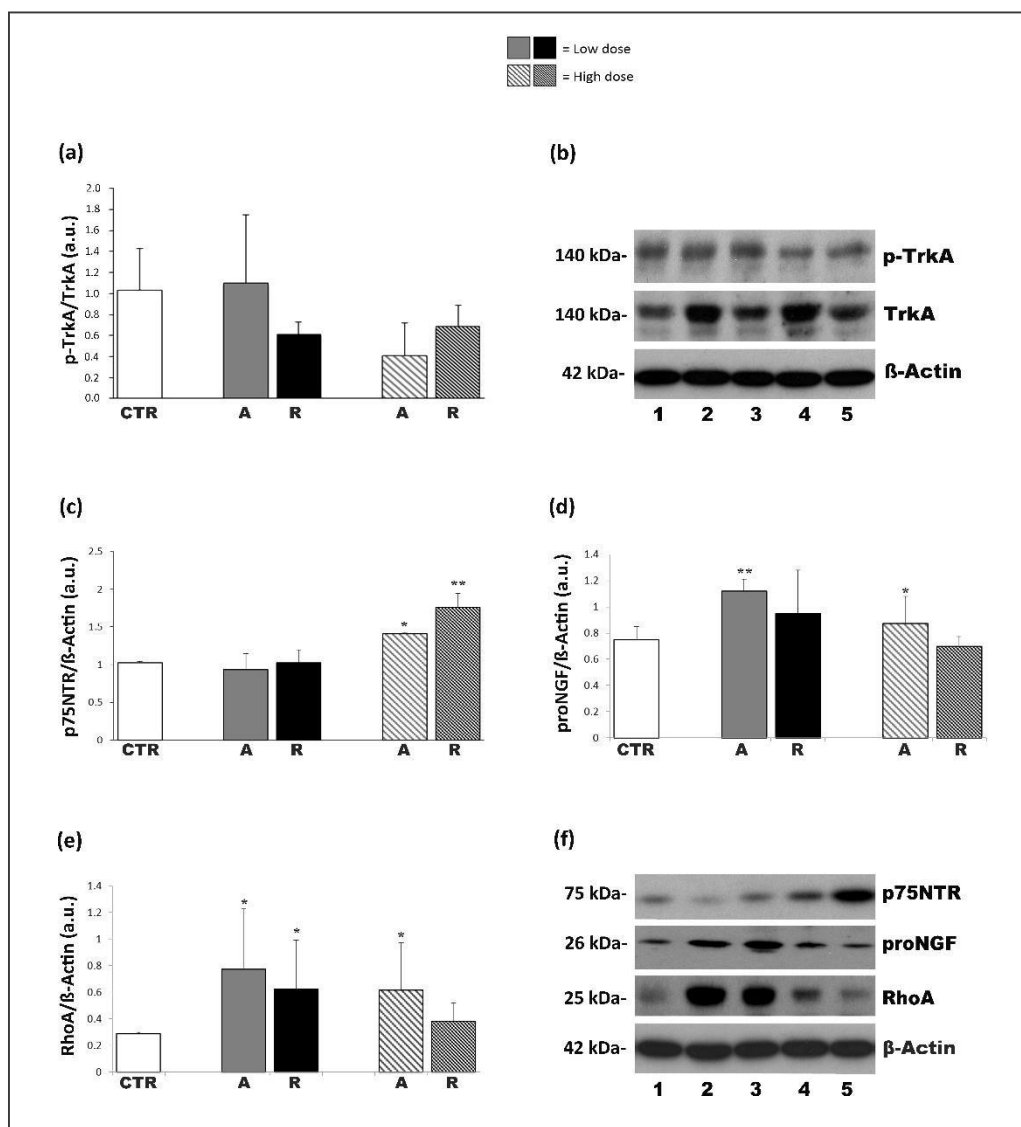 = Low dose
= High dose
(a)
p-TrkA/TrkA (a.u.)
2.0
1.8
1.6
1.4
1.2
1.0
0.8
0.6
0.4
0.2
0.0
CTR A R A R
(b)
140 kDa- p-TrkA
140 kDa- TrkA
42 kDa- ß-Actin
1 2 3 4 5
(c)
p75NTR/ß-Actin (a.u.)
2.5
2
1.5
1
0.5
0
* **
CTR A R A R
(d)
proNGF/ß-Actin (a.u.)
1.4
1.2
1
0.8
0.6
0.4
0.2
0
** *
CTR A R A R
(e)
RhoA/ß-Actin (a.u.)
1.4
1.2
1
0.8
0.6
0.4
0.2
0
* * *
CTR A R A R
(f)
75 kDa- p75NTR
26 kDa- proNGF
25 kDa- RhoA
42 kDa- ß-Actin
1 2 3 4 5